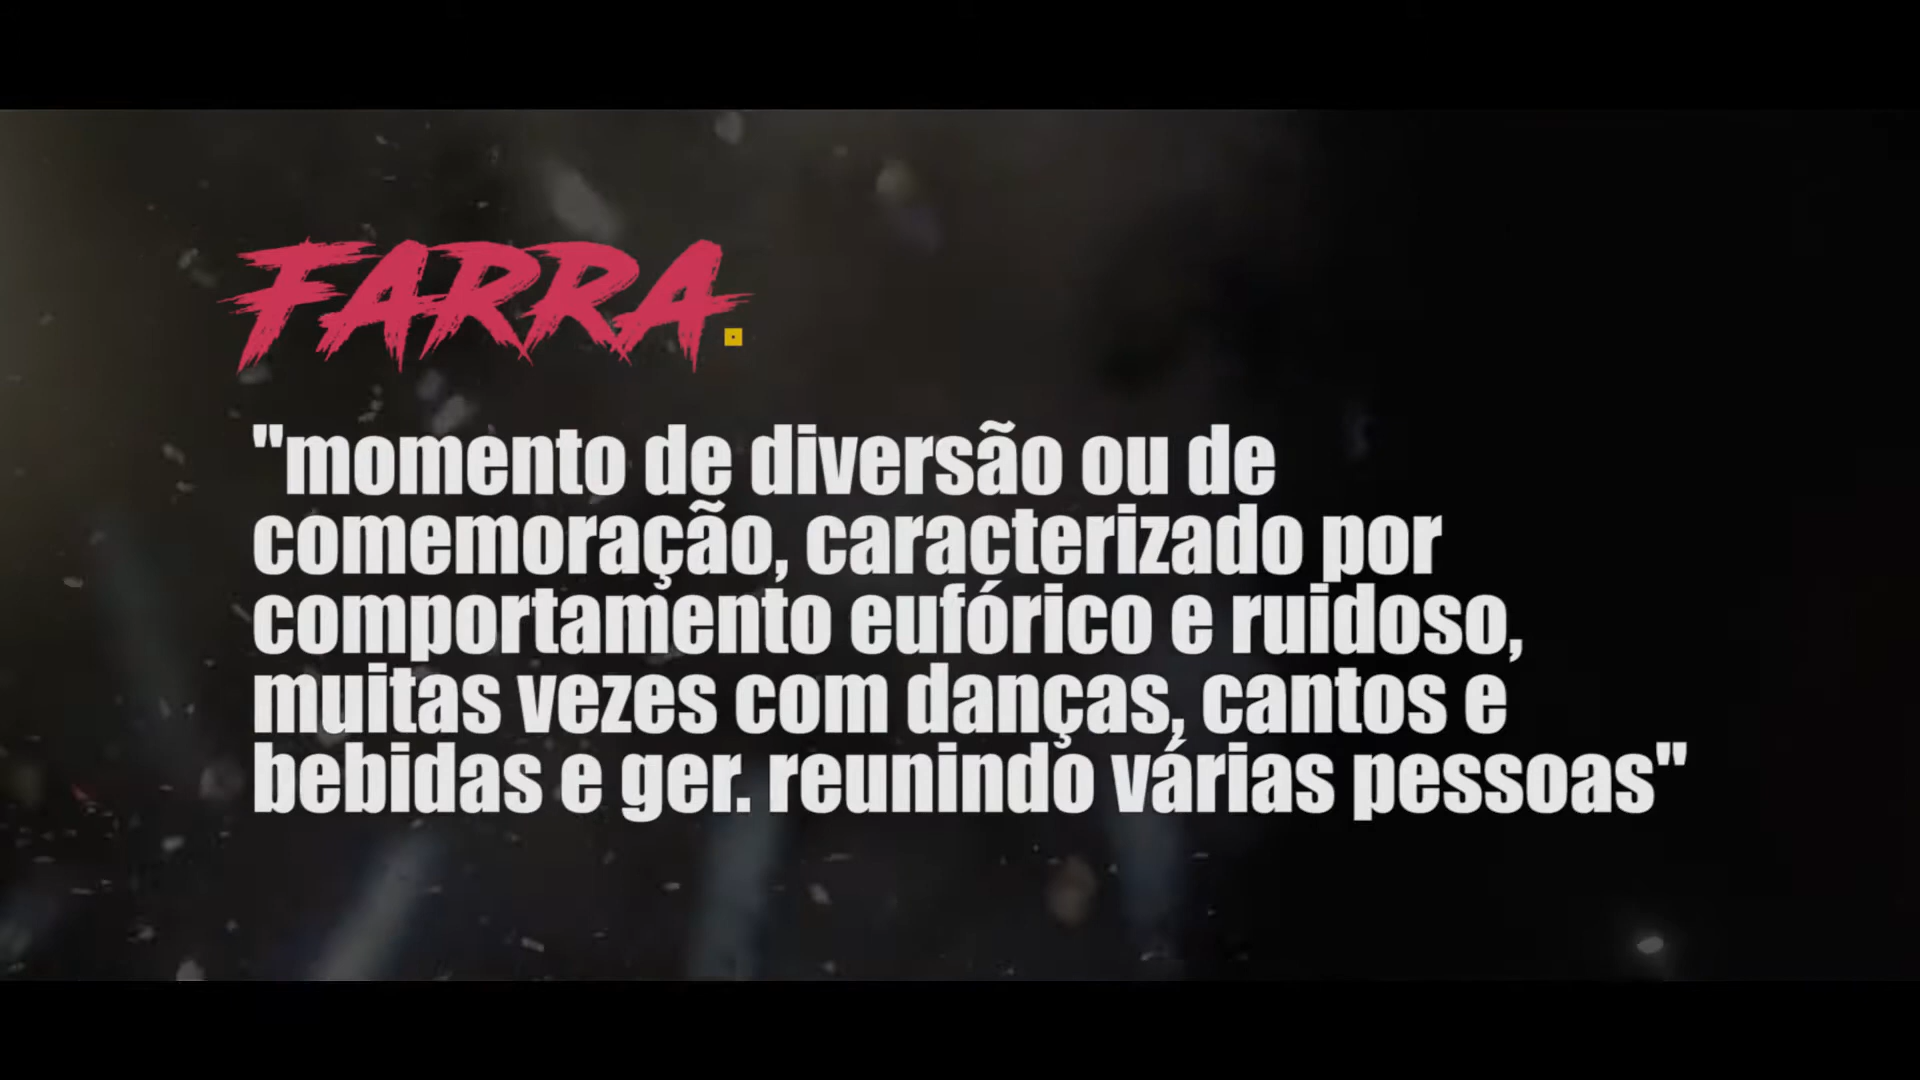 FARRA.
"momento de diversão ou de
comemoração, caracterizado por
comportamento eufórico e ruidoso,
muitas vezes com danças, cantos e
bebidas e ger. reunindo várias pessoas"